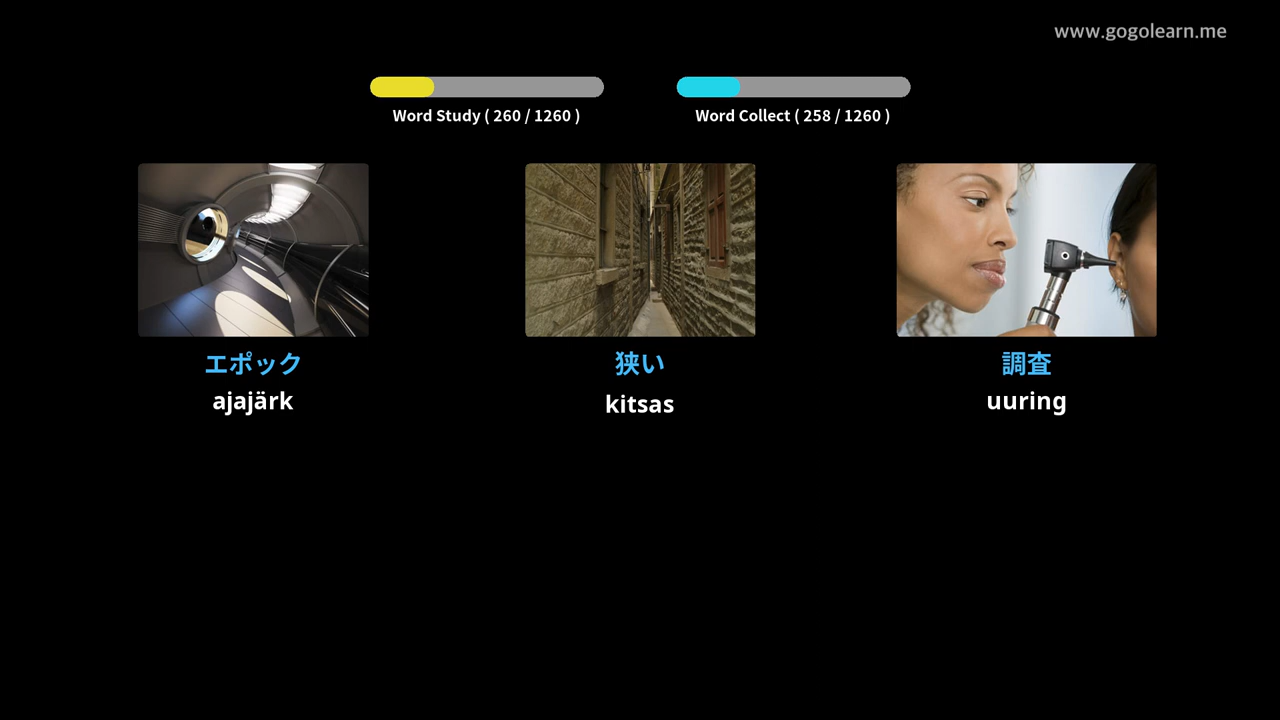 www.gogolearn.me
Word Study ( 260 / 1260 )
Word Collect ( 258 / 1260 )
エポック
狭い
調査
ajajärk
kitsas
uuring